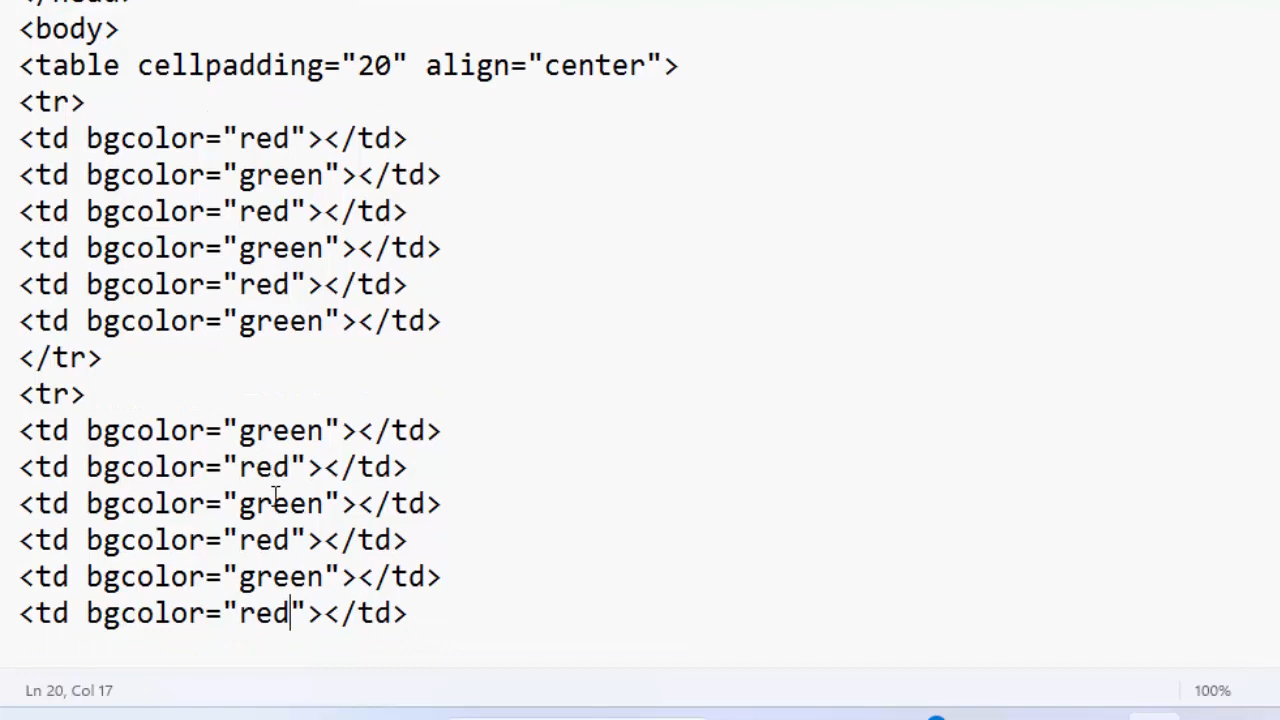 </head>
<body>
<table cellpadding="20" align="center">
<tr>
<td bgcolor="red"></td>
<td bgcolor="green"></td>
<td bgcolor="red"></td>
<td bgcolor="green"></td>
<td bgcolor="red"></td>
<td bgcolor="green"></td>
</tr>
<tr>
<td bgcolor="green"></td>
<td bgcolor="red"></td>
<td bgcolor="green"></td>
<td bgcolor="red"></td>
<td bgcolor="green"></td>
<td bgcolor="red"></td>
Ln 20, Col 17
100%